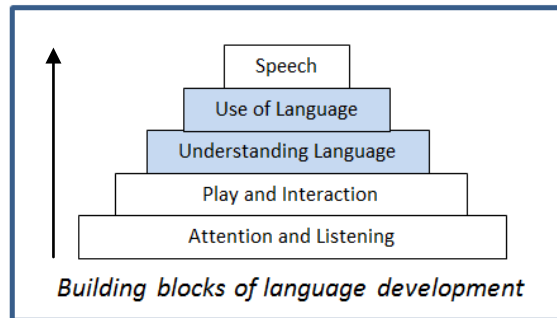 Speech
Use of Language
Understanding Language
Play and Interaction
Attention and Listening
Building blocks of language development